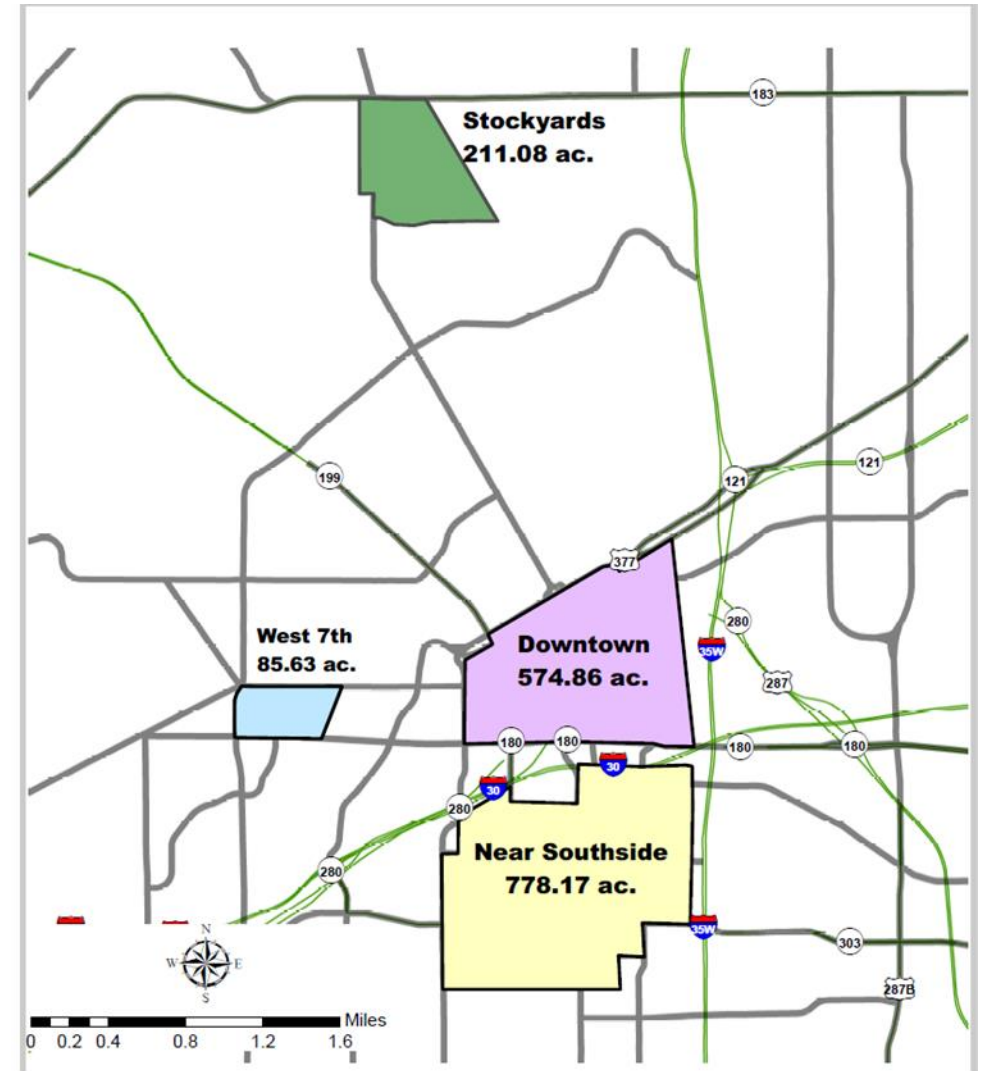 183
Stockyards
211.08 ac.
199
121
121
377
West 7th
85.63 ac.
Downtown
574.86 ac.
280
35W
287
180
180
180
180
30
30
280
Near Southside
778.17 ac.
280
35W
303
N
W E
S
287B
Miles
0 0.2 0.4 0.8 1.2 1.6